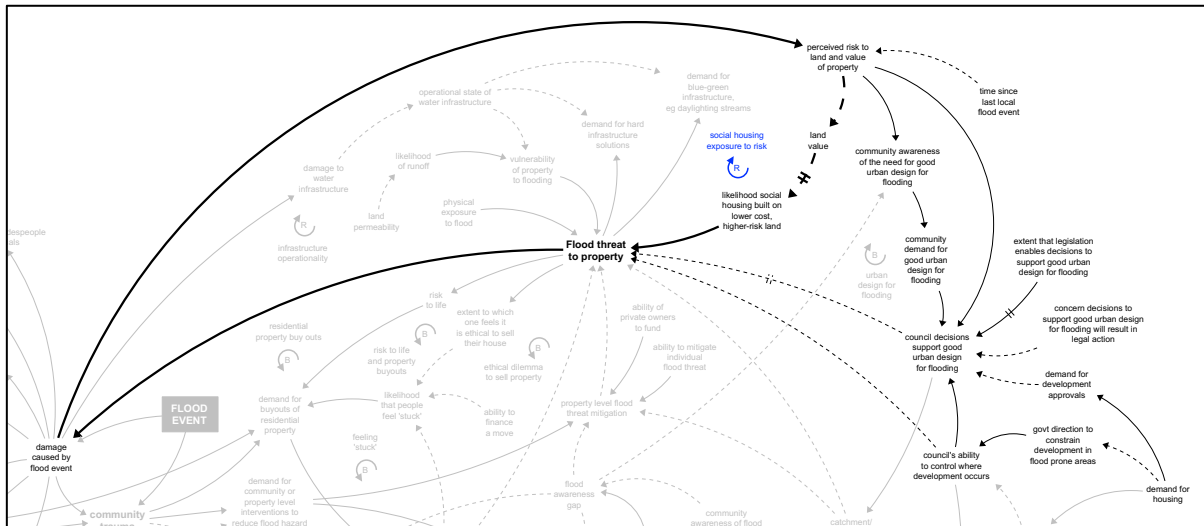 perceived risk to
land and value
of property
time since
last local
flood event
demand for
blue-green
infrastructure,
eg daylighting streams
operational state of
water infrastructure
demand for hard
infrastructure
solutions
social housing
exposure to risk
R
land
value
community awareness
of the need for good
urban design for
flooding
likelihood
of runoff
vulnerability
of property
to flooding
damage to
water
infrastructure
land
permeability
physical
exposure
to flood
likelihood social
housing built on
lower cost,
higher-risk land
R
infrastructure
operationality
Flood threat
to property
B
urban
design for
flooding
community
demand for
good urban
design for
flooding
extent that legislation
enables decisions to
support good urban
design for flooding
despeople
als
risk
to life
extent to which
one feels it
is ethical to sell
their house
ability of
private owners
to fund
concern decisions to
support good urban design
for flooding will result in
legal action
residential
property buy outs
B
B
risk to life
and property
buyouts
B
ethical dilemma
to sell property
ability to mitigate
individual
flood threat
council decisions
support good
urban design
for flooding
demand for
development
approvals
FLOOD
EVENT
demand for
buyouts of
residential
property
likelihood
that people
feel 'stuck'
ability to
finance
a move
property level flood
threat mitigation
damage
caused by
flood event
feeling
'stuck'
B
govt direction to
constrain
development in
flood prone areas
council's ability
to control where
development occurs
demand for
housing
demand for
community or
property level
interventions to
reduce flood hazard
flood
awareness
gap
community
trauma
community
awareness of flood
catchment/